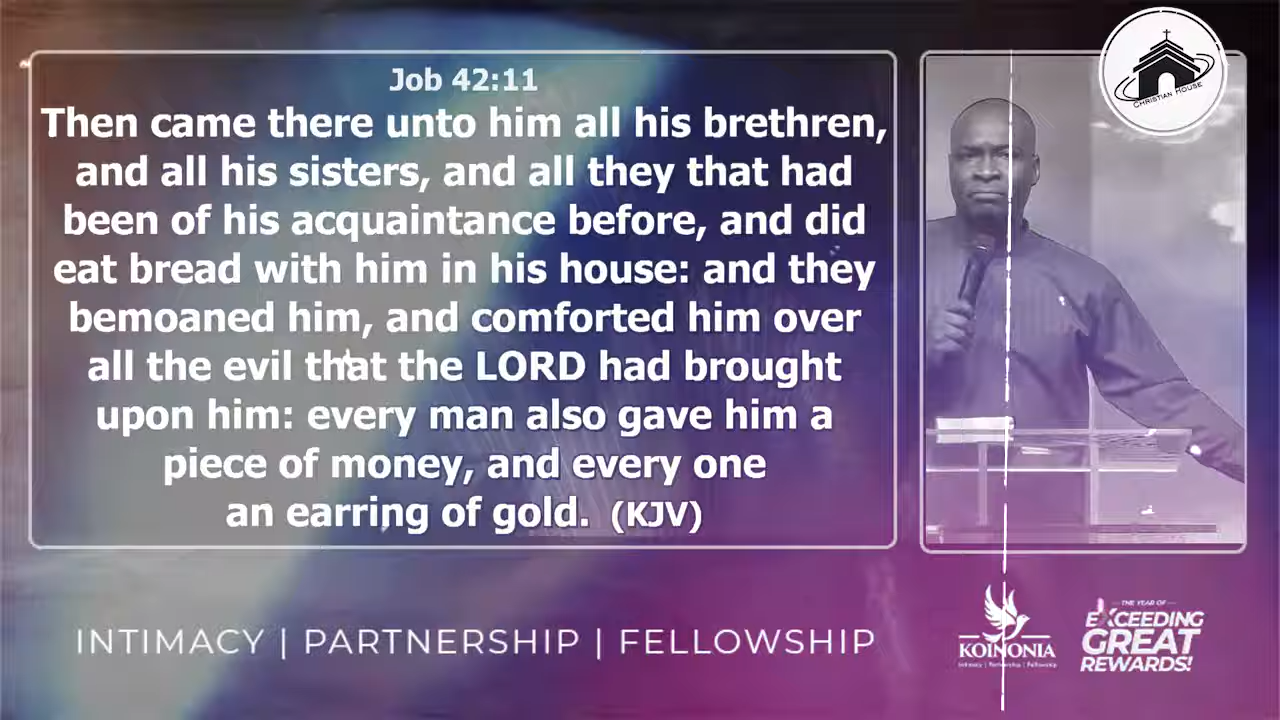 Job 42:11
Then came there unto him all his brethren,
and all his sisters, and all they that had
been of his acquaintance before, and did
eat bread with him in his house: and they
bemoaned him, and comforted him over
all the evil that the LORD had brought
upon him: every man also gave him a
piece of money, and every one
an earring of gold. (KJV)
CHRISTIAN HOUSE
INTIMACY | PARTNERSHIP | FELLOWSHIP
KOINONIA
Intimacy | Partnership | Fellowship
THE YEAR OF
EXCEEDING
GREAT
REWARDS!